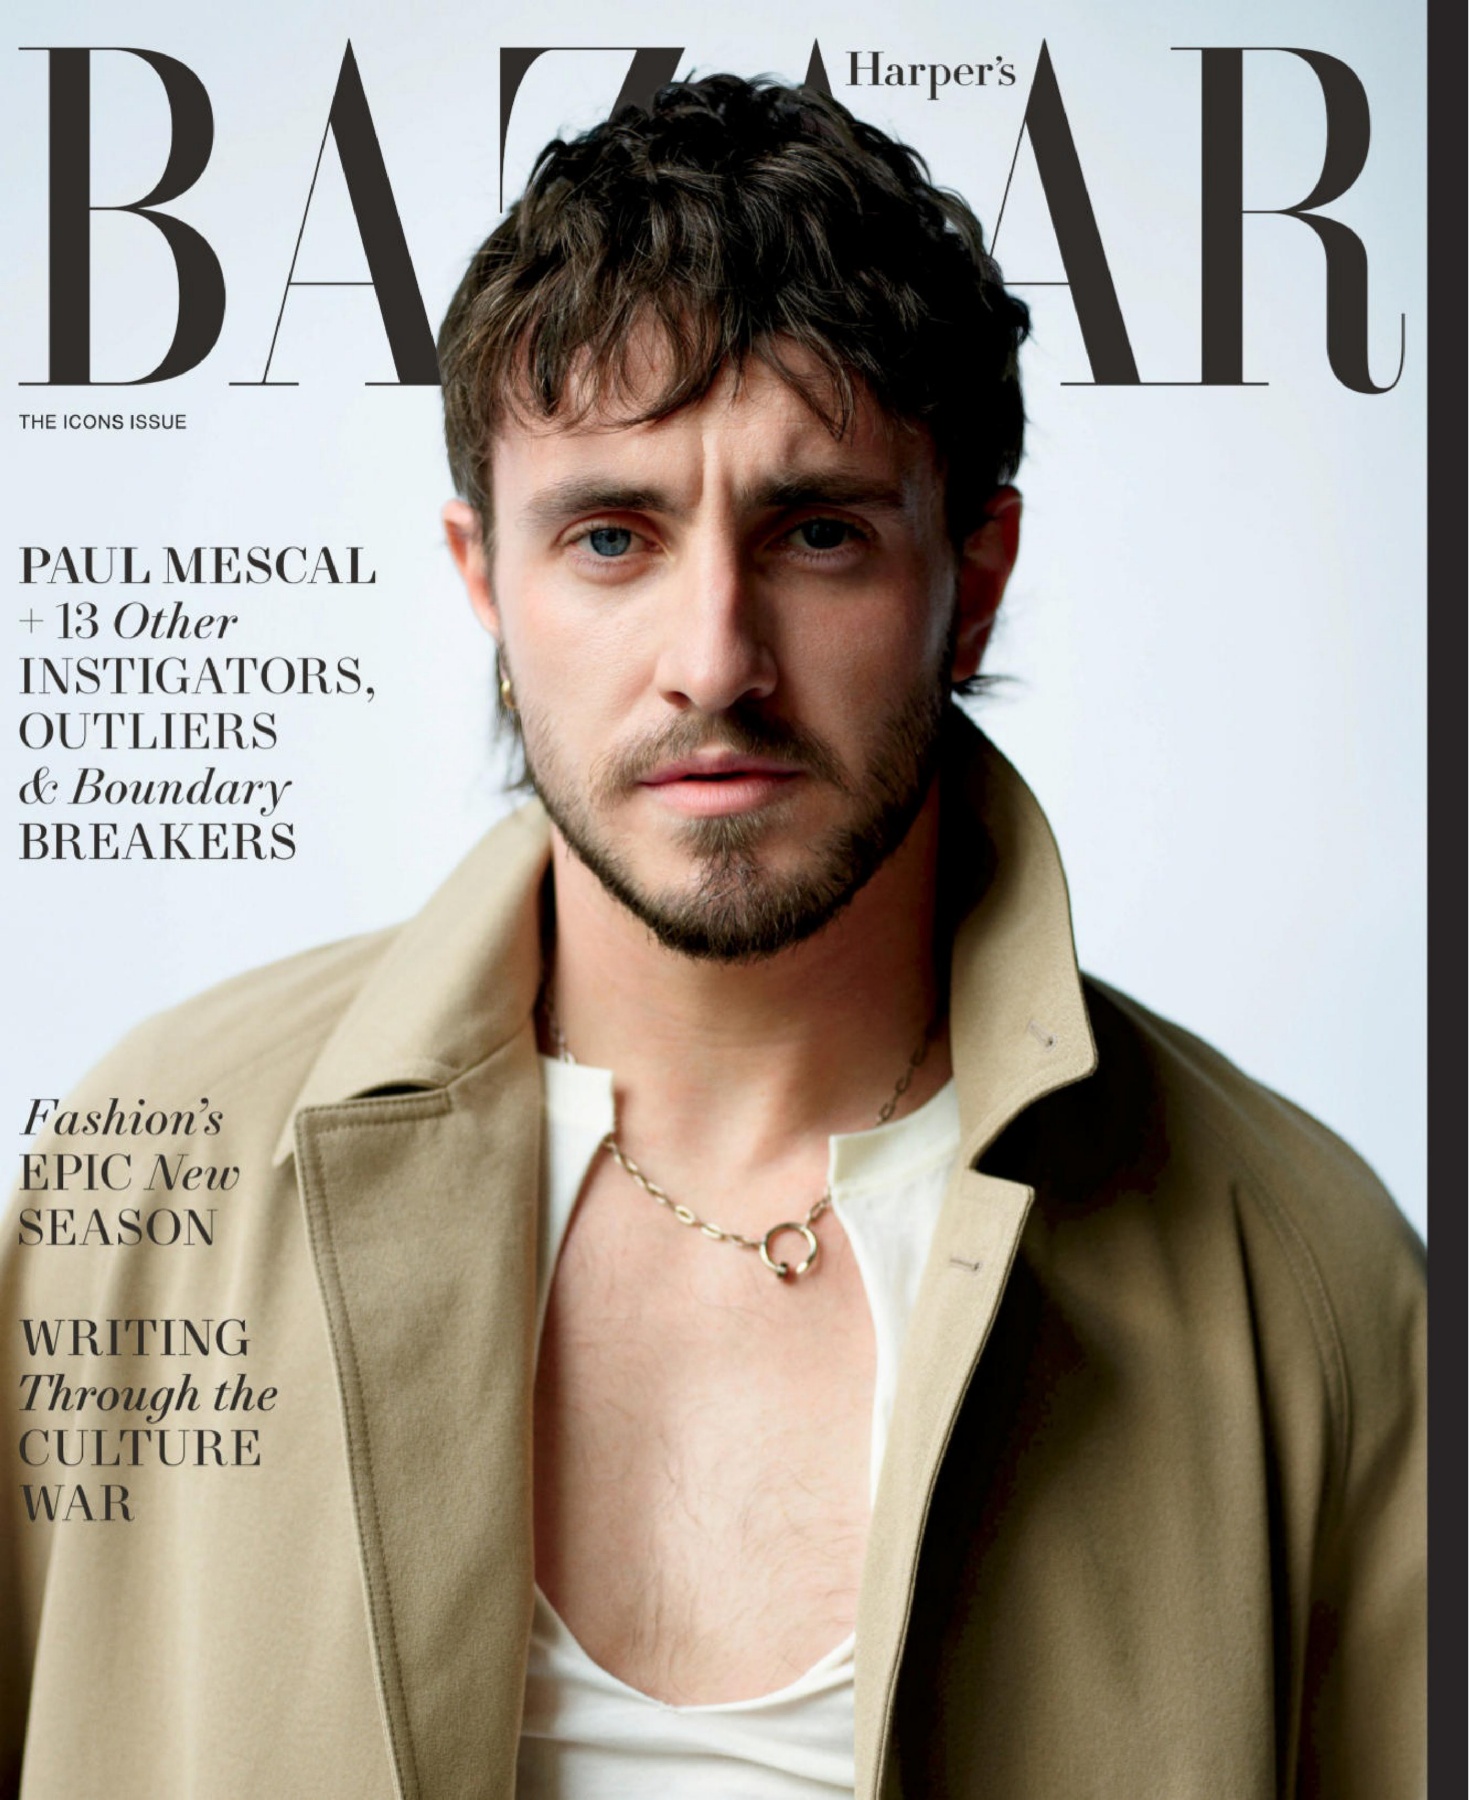 BAZAAR
Harper's
THE ICONS ISSUE
PAUL MESCAL
+ 13 Other
INSTIGATORS,
OUTLIERS
& Boundary
BREAKERS
Fashion's
EPIC New
SEASON
WRITING
Through the
CULTURE
WAR